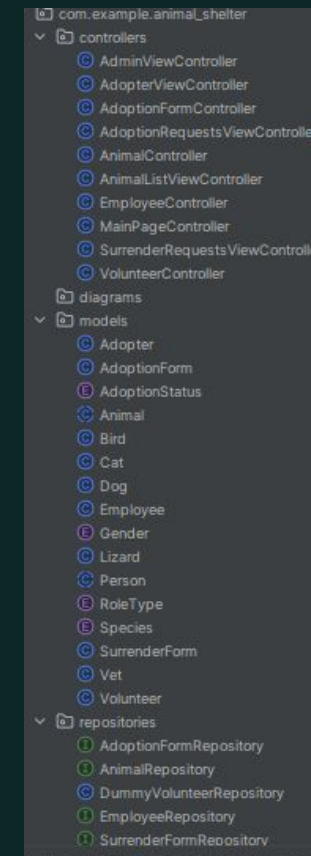 com.example.animal_shelter
controllers
C AdminViewController
C AdopterViewController
C AdoptionFormController
C AdoptionRequestsViewControlle
C AnimalController
C AnimalListViewController
C EmployeeController
C MainPageController
C SurrenderRequestsViewControll
C VolunteerController
diagrams
models
C Adopter
C AdoptionForm
E AdoptionStatus
C Animal
C Bird
C Cat
C Dog
C Employee
E Gender
C Lizard
C Person
E RoleType
E Species
C SurrenderForm
C Vet
C Volunteer
repositories
I AdoptionFormRepository
I AnimalRepository
C DummyVolunteerRepository
I EmployeeRepository
I SurrenderFormRepository